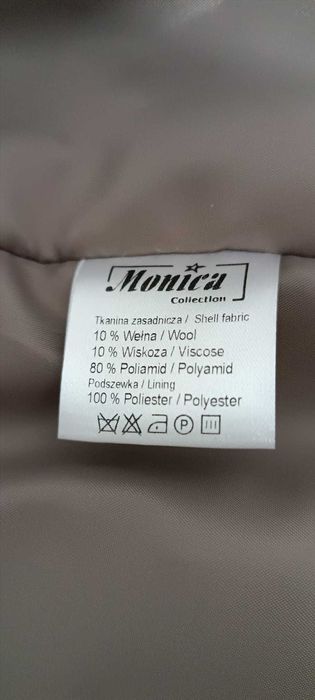 Monica
Collection
Tkanina zasadnicza / Shell fabric
10 % Wełna / Wool
10 % Wiskoza / Viscose
80 % Poliamid / Polyamid
Podszewka / Lining
100 % Poliester / Polyester
P